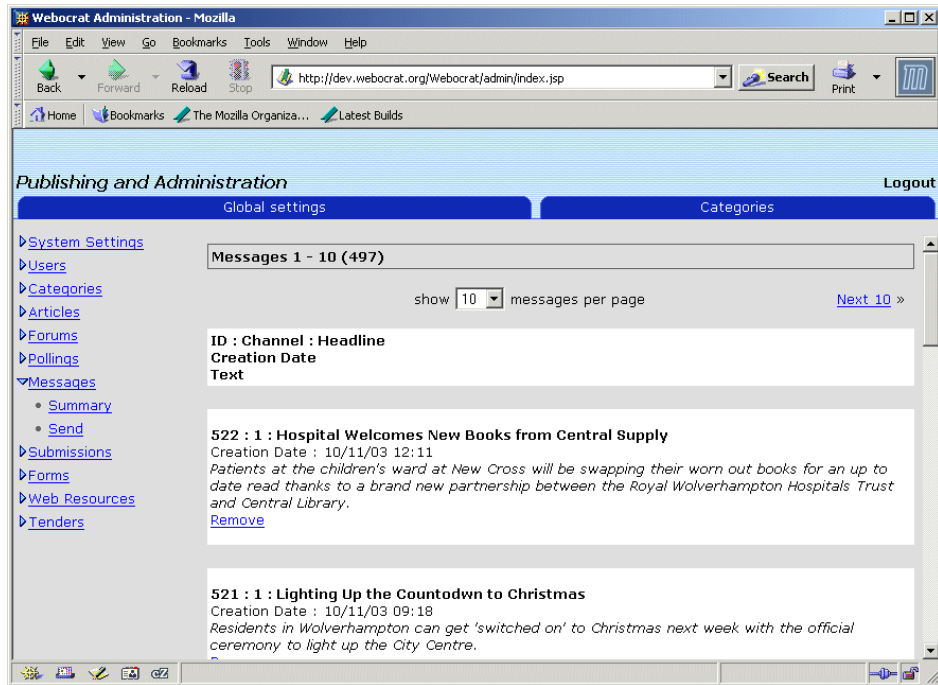 Webocrat Administration - Mozilla
File Edit View Go Bookmarks Tools Window Help
Back Forward Reload Stop http://dev.webocrat.org/Webocrat/admin/index.jsp Search Print
Home Bookmarks The Mozilla Organiza... Latest Builds
Publishing and Administration
Logout
Global settings Categories
System Settings
Users
Categories
Articles
Forums
Pollings
Messages
• Summary
• Send
Submissions
Forms
Web Resources
Tenders
Messages 1 - 10 (497)
show 10 messages per page Next 10 »
ID : Channel : Headline
Creation Date
Text
522 : 1 : Hospital Welcomes New Books from Central Supply
Creation Date : 10/11/03 12:11
Patients at the children's ward at New Cross will be swapping their worn out books for an up to
date read thanks to a brand new partnership between the Royal Wolverhampton Hospitals Trust
and Central Library.
Remove
521 : 1 : Lighting Up the Countodwn to Christmas
Creation Date : 10/11/03 09:18
Residents in Wolverhampton can get 'switched on' to Christmas next week with the official
ceremony to light up the City Centre.